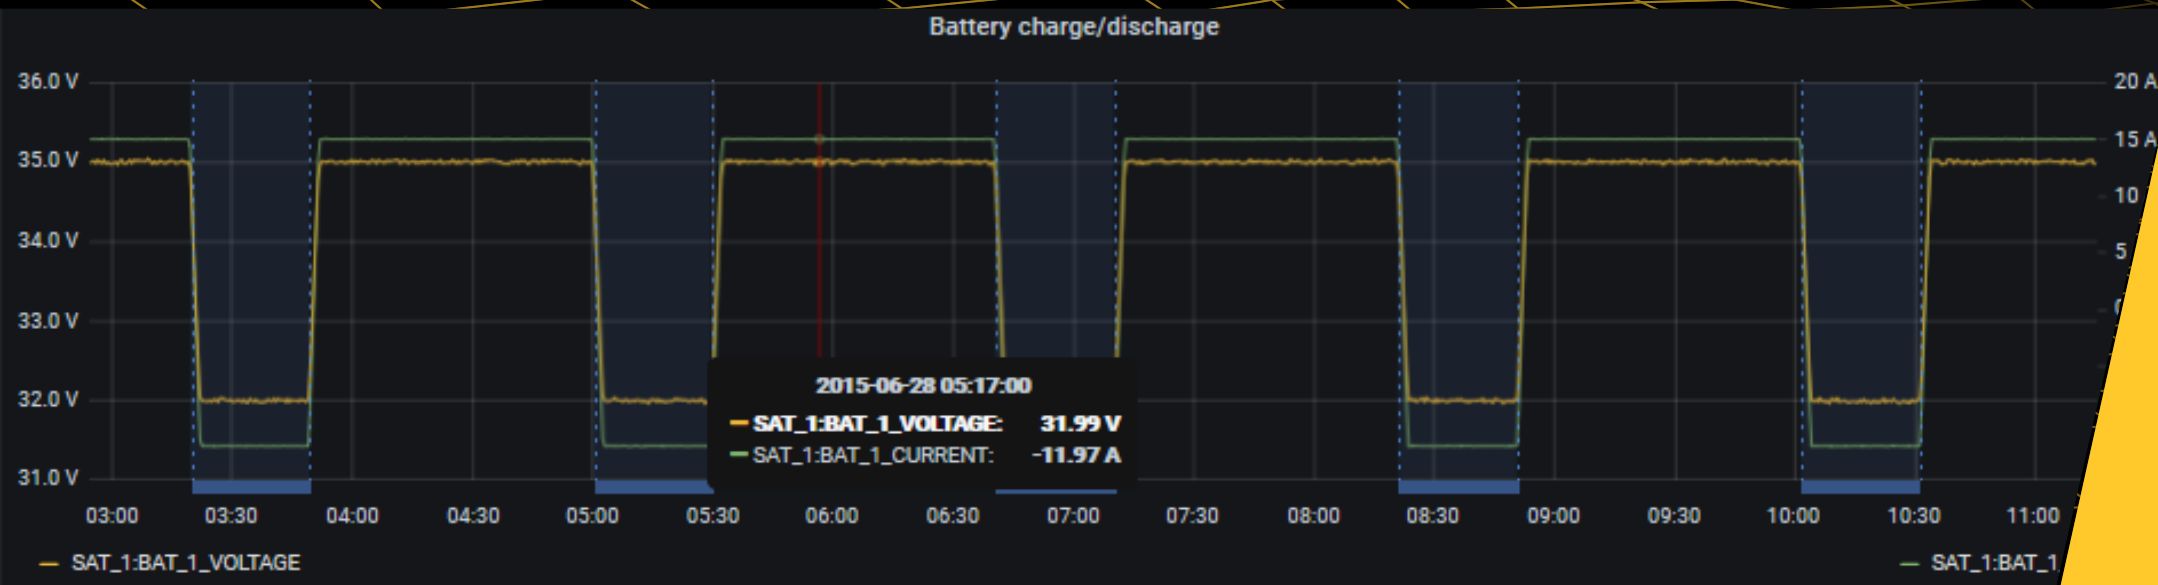 Battery charge/discharge
36.0 V
35.0 V
34.0 V
33.0 V
32.0 V
31.0 V
20 A
15 A
10
5
2015-06-28 05:17:00
SAT_1:BAT_1_VOLTAGE: 31.99 V
SAT_1:BAT_1_CURRENT: -11.97 A
03:00 03:30 04:00 04:30 05:00 05:30 06:00 06:30 07:00 07:30 08:00 08:30 09:00 09:30 10:00 10:30 11:00
SAT_1:BAT_1_VOLTAGE
SAT_1:BAT_1